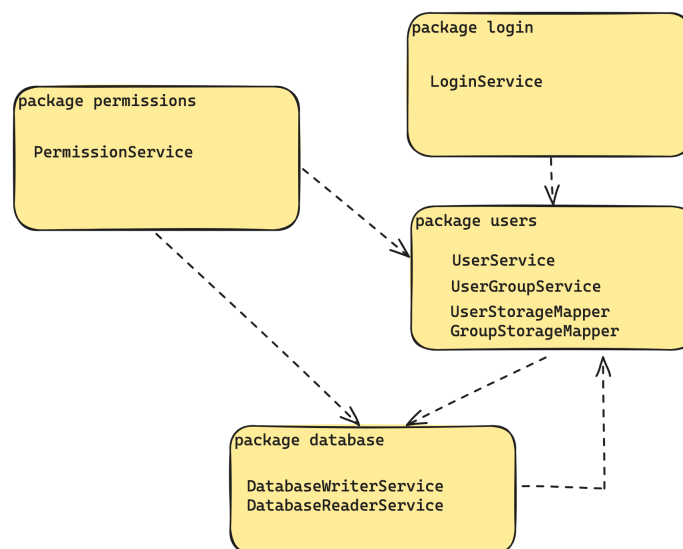 package login
LoginService
package permissions
PermissionService
package users
UserService
UserGroupService
UserStorageMapper
GroupStorageMapper
package database
DatabaseWriterService
DatabaseReaderService